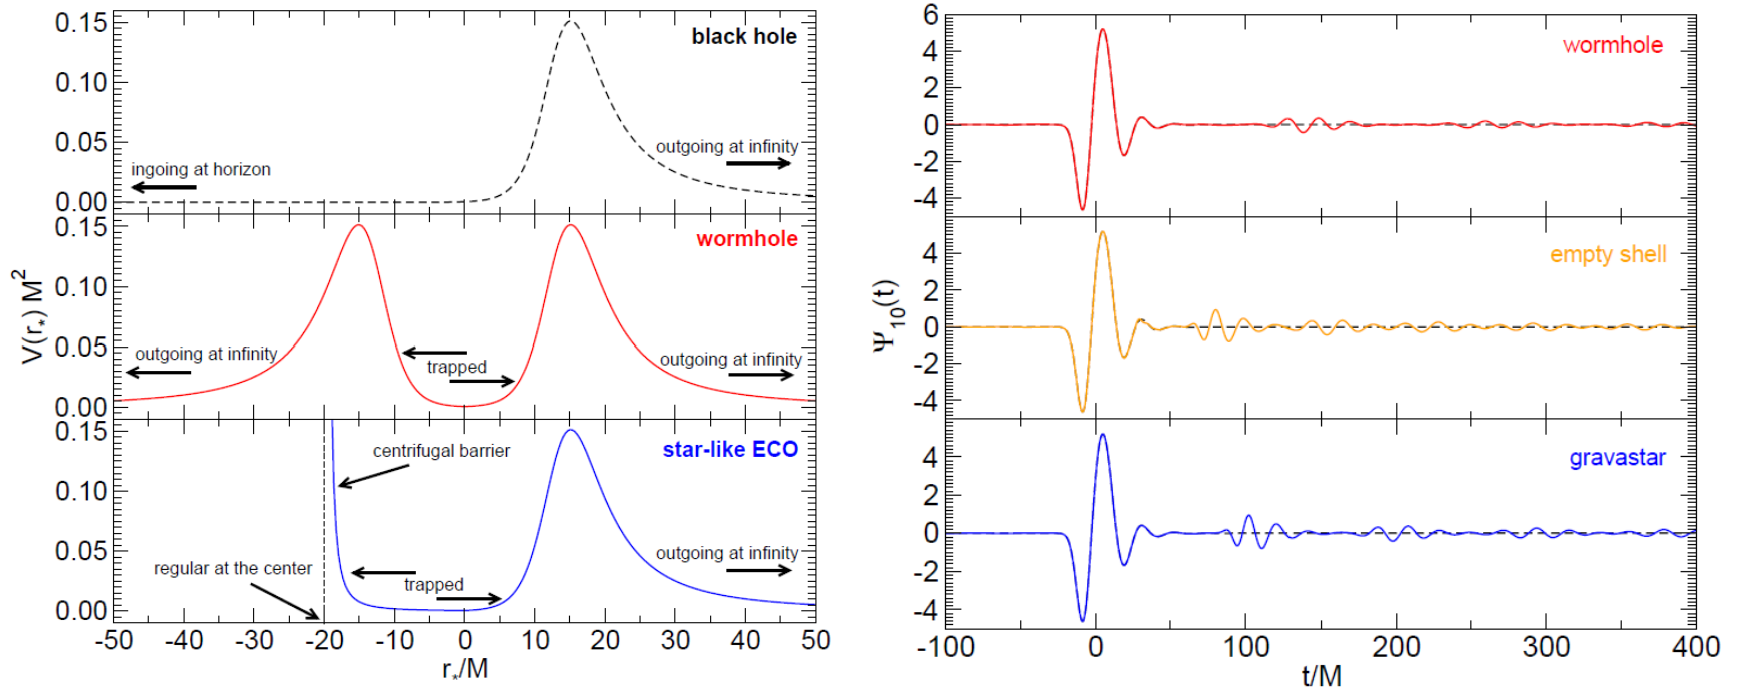 0.15
0.10
0.05
0.00
black hole
ingoing at horizon
outgoing at infinity
0.15
0.10
0.05
0.00
wormhole
outgoing at infinity
trapped
outgoing at infinity
V(r*) M²
0.15
0.10
0.05
0.00
star-like ECO
centrifugal barrier
regular at the center
trapped
outgoing at infinity
-50 -40 -30 -20 -10 0 10 20 30 40 50
r*/M
6
4
2
0
-2
-4
wormhole
4
2
0
-2
-4
empty shell
Ψ10(t)
4
2
0
-2
-4
gravastar
-100 0 100 200 300 400
t/M